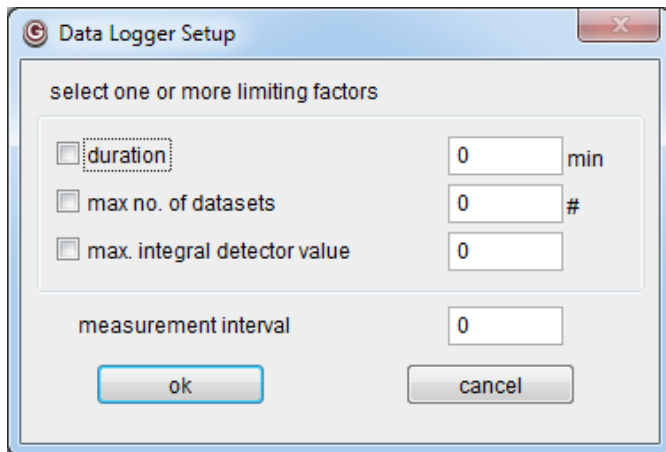 Data Logger Setup
select one or more limiting factors
duration 0 min
max no. of datasets 0 #
max. integral detector value 0
measurement interval 0
ok cancel